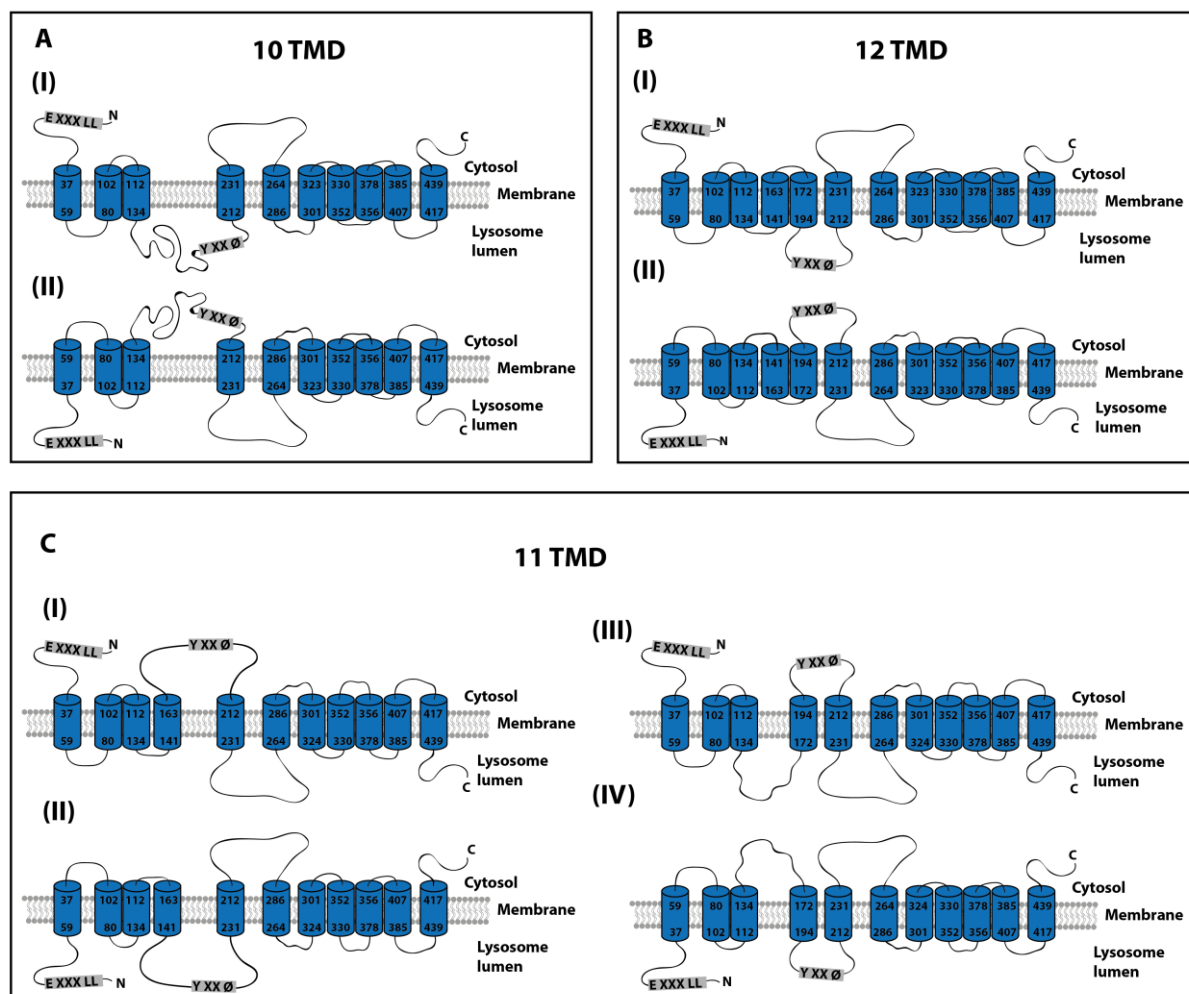 A
10 TMD
(I)
E XXX LL N
C
37 102 112 231 264 323 330 378 385 439
59 80 134 212 286 301 352 356 407 417
Cytosol
Membrane
Lysosome
lumen
Y XX Ø
(II)
Y XX Ø
59 80 134 212 286 301 352 356 407 417
37 102 112 231 264 323 330 378 385 439
Cytosol
Membrane
Lysosome
lumen
C
E XXX LL N
B
12 TMD
(I)
E XXX LL N
C
37 102 112 163 172 231 264 323 330 378 385 439
59 80 134 141 194 212 286 301 352 356 407 417
Cytosol
Membrane
Lysosome
lumen
Y XX Ø
(II)
Y XX Ø
59 80 134 141 194 212 286 301 352 356 407 417
37 102 112 163 172 231 264 323 330 378 385 439
Cytosol
Membrane
Lysosome
lumen
C
E XXX LL N
C
11 TMD
(I)
E XXX LL N
Y XX Ø
37 102 112 163 212 286 301 352 356 407 417
59 80 134 141 231 264 324 330 378 385 439
Cytosol
Membrane
Lysosome
lumen
C
(II)
C
59 102 112 163 212 286 301 352 356 407 417
37 80 134 141 231 264 324 330 378 385 439
Cytosol
Membrane
Lysosome
lumen
E XXX LL N
Y XX Ø
(III)
E XXX LL N
Y XX Ø
37 102 112 194 212 286 301 352 356 407 417
59 80 134 172 231 264 324 330 378 385 439
Cytosol
Membrane
Lysosome
lumen
C
(IV)
C
59 80 134 172 231 264 324 330 378 385 439
37 102 112 194 212 286 301 352 356 407 417
Cytosol
Membrane
Lysosome
lumen
E XXX LL N
Y XX Ø